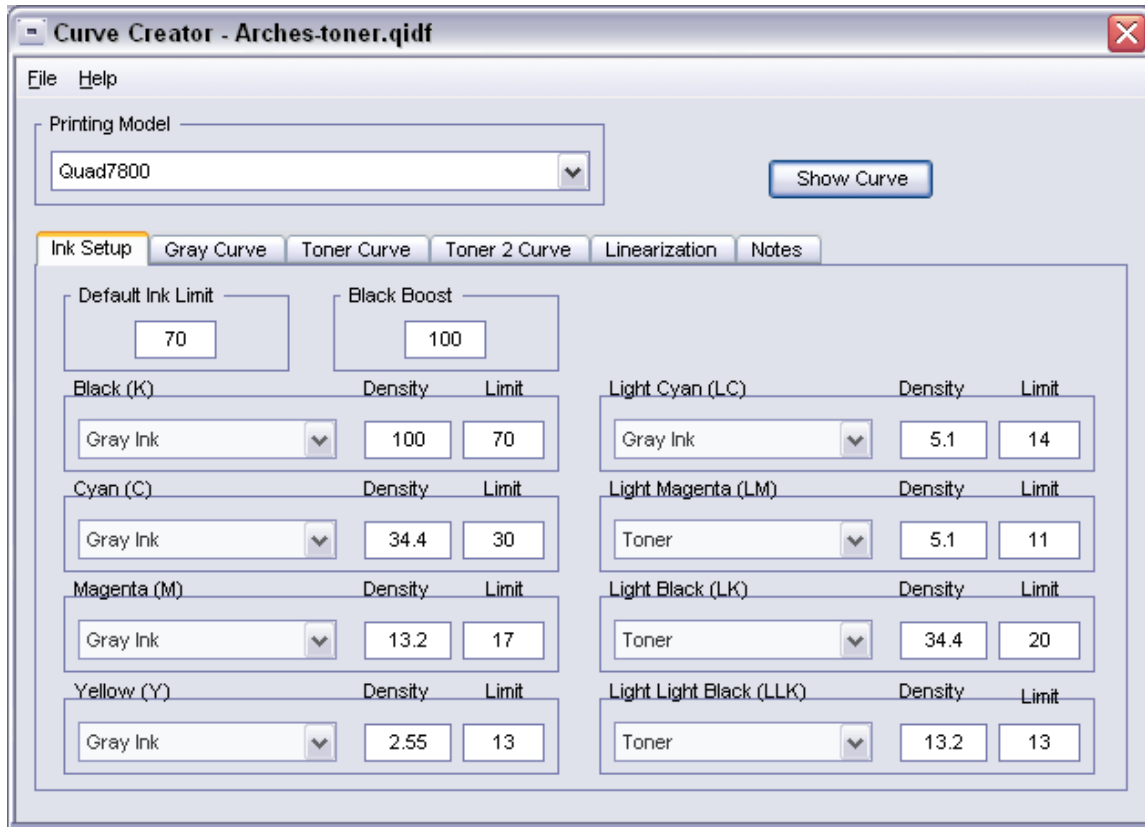 Curve Creator - Arches-toner.qidf
File Help
Printing Model
Quad7800
Show Curve
Ink Setup Gray Curve Toner Curve Toner 2 Curve Linearization Notes
Default Ink Limit Black Boost
70 100
Black (K) Density Limit Light Cyan (LC) Density Limit
Gray Ink 100 70 Gray Ink 5.1 14
Cyan (C) Density Limit Light Magenta (LM) Density Limit
Gray Ink 34.4 30 Toner 5.1 11
Magenta (M) Density Limit Light Black (LK) Density Limit
Gray Ink 13.2 17 Toner 34.4 20
Yellow (Y) Density Limit Light Light Black (LLK) Density Limit
Gray Ink 2.55 13 Toner 13.2 13